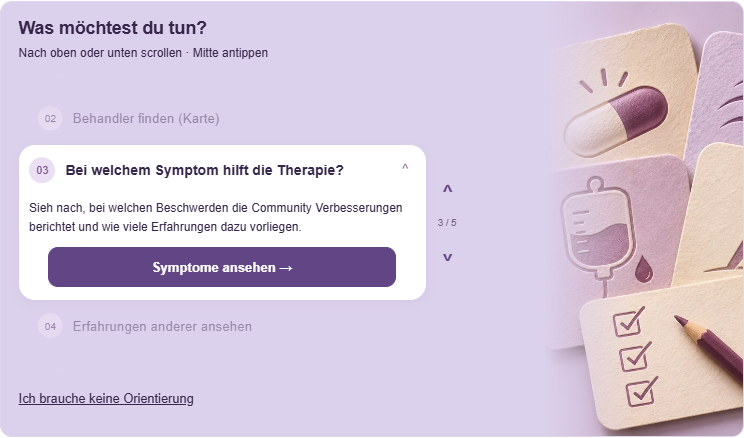 Was möchtest du tun?
Nach oben oder unten scrollen · Mitte antippen
02 Behandler finden (Karte)
03 Bei welchem Symptom hilft die Therapie? ^
Sieh nach, bei welchen Beschwerden die Community Verbesserungen
berichtet und wie viele Erfahrungen dazu vorliegen.
Symptome ansehen →
^
3 / 5
v
04 Erfahrungen anderer ansehen
Ich brauche keine Orientierung